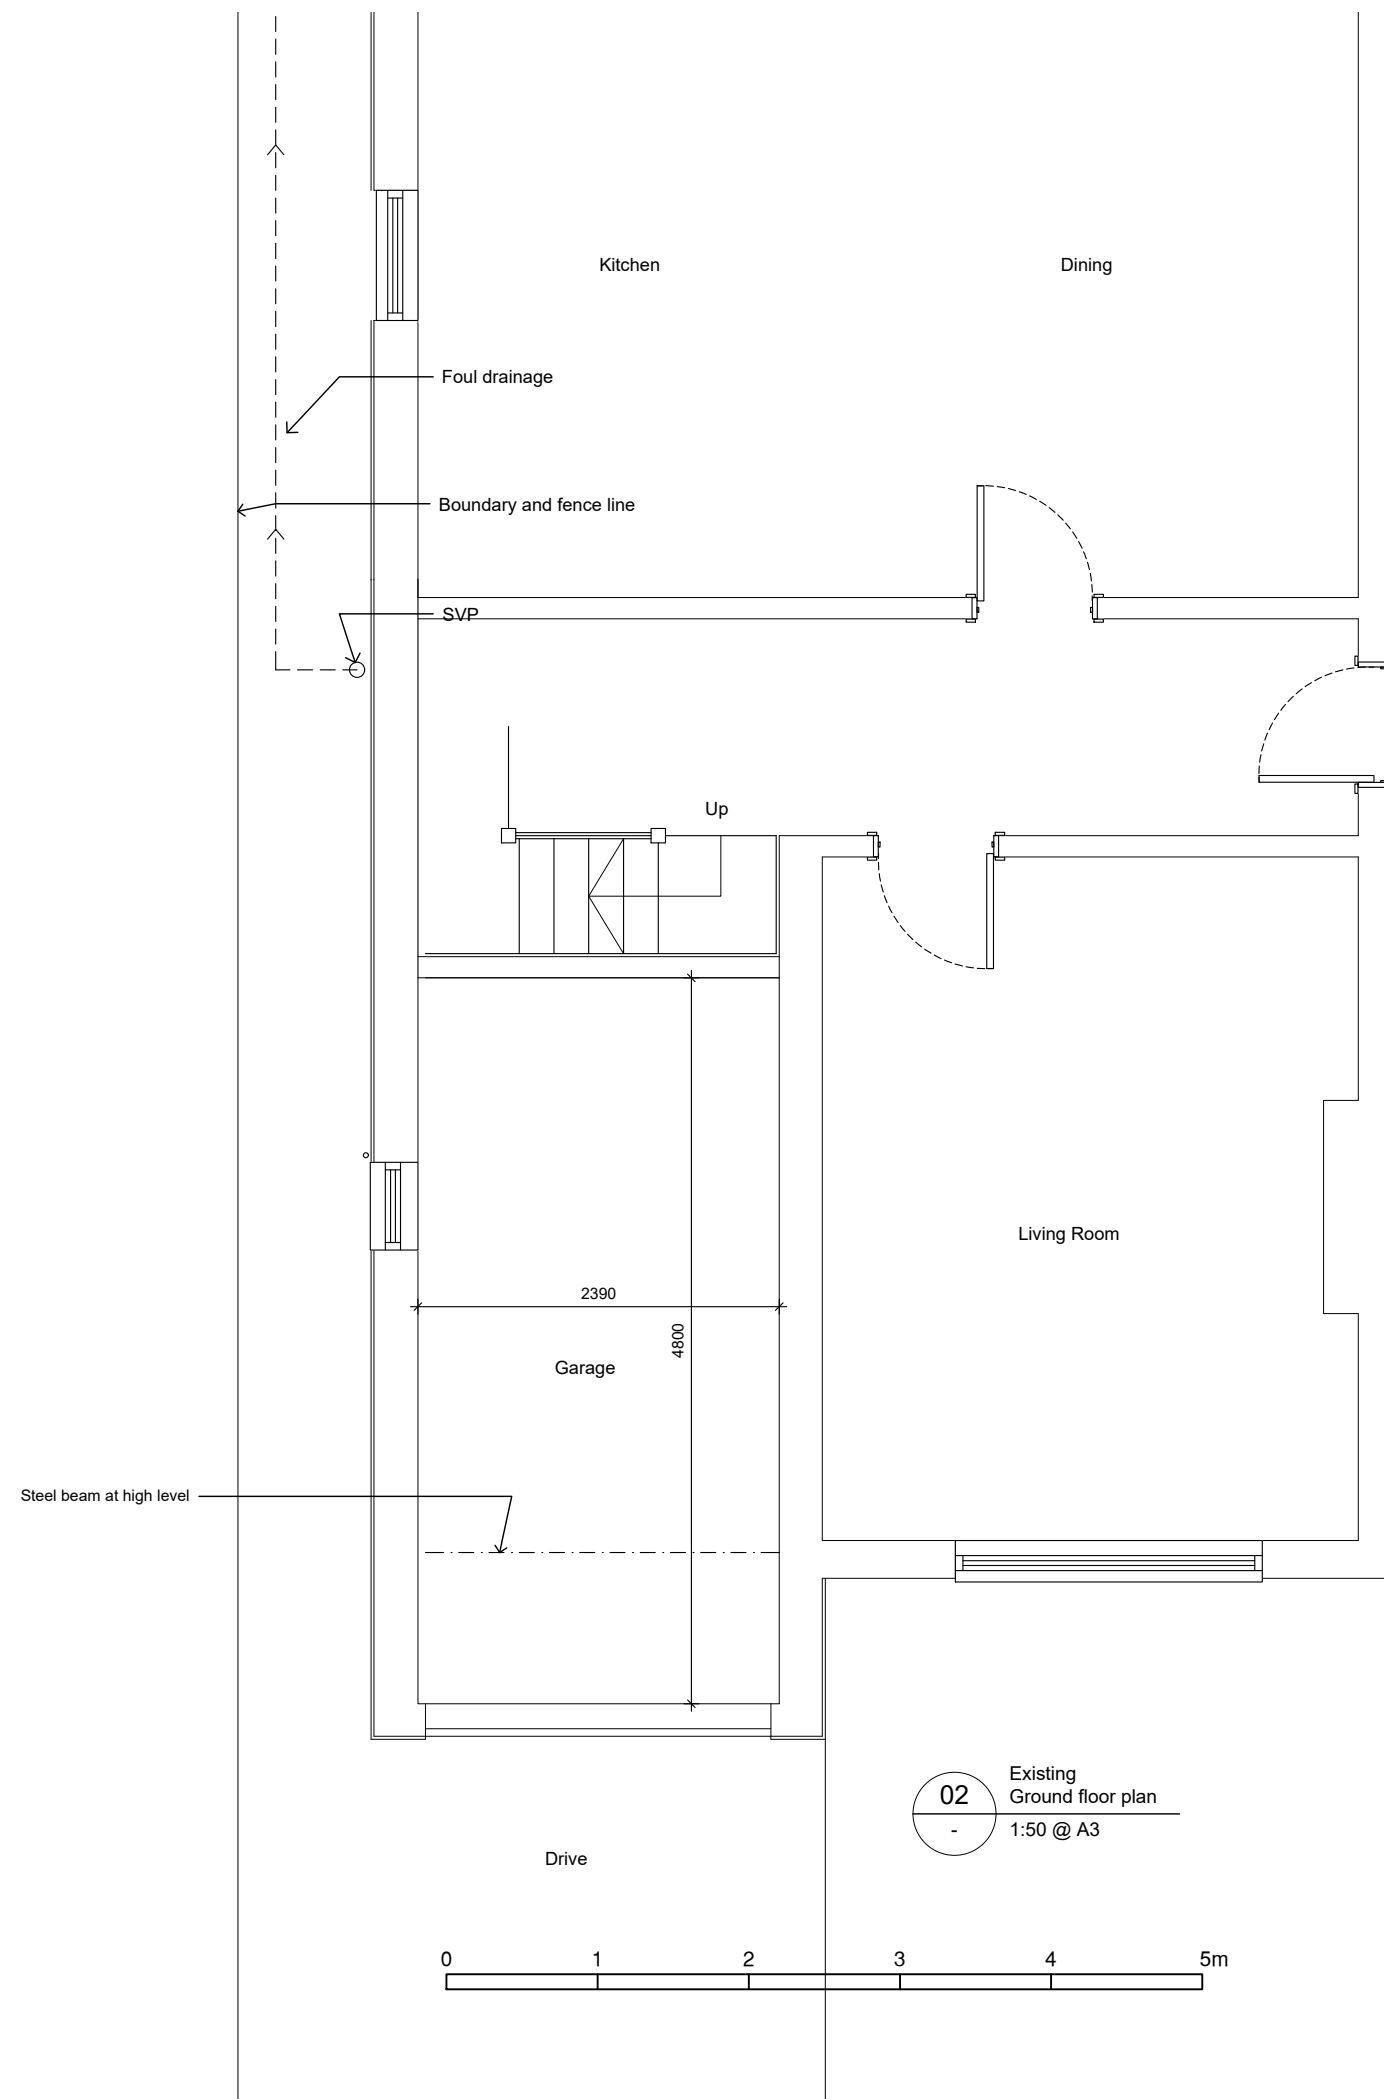 Kitchen
Dining
Foul drainage
Boundary and fence line
SVP
Up
Living Room
2390
4800
Garage
Steel beam at high level
02
-
Existing
Ground floor plan
1:50 @ A3
Drive
0 1 2 3 4 5m